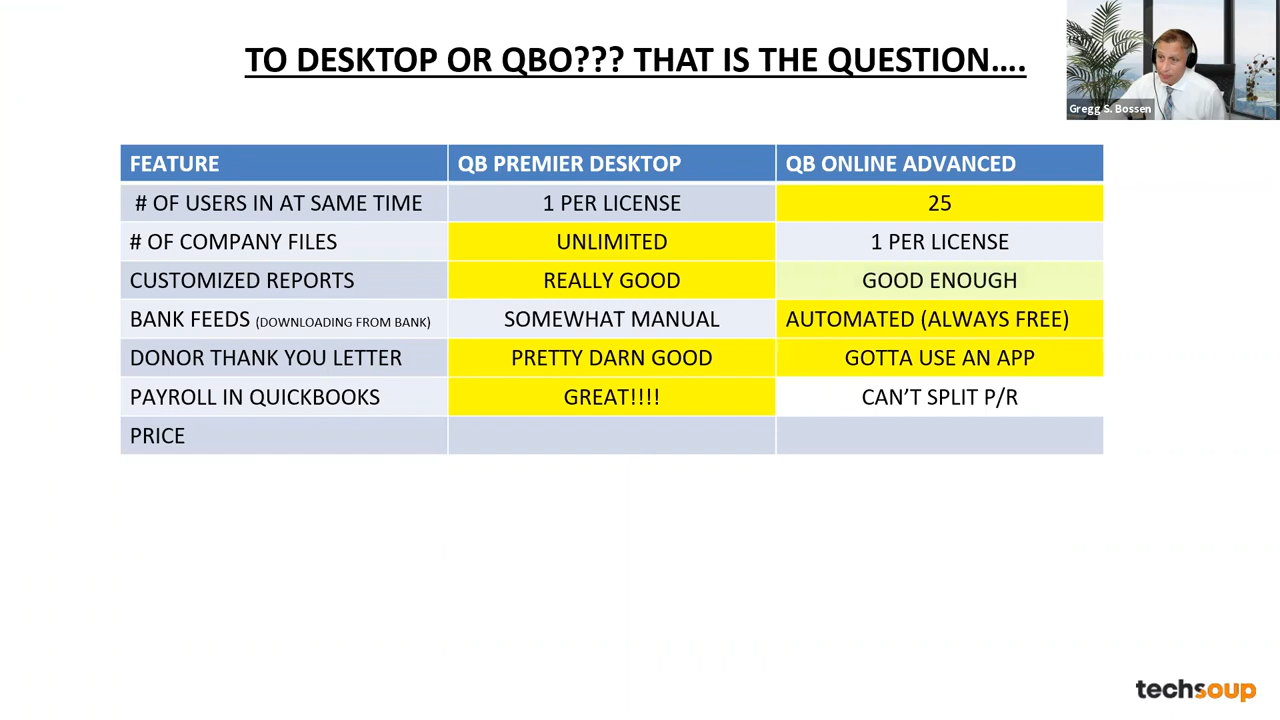 TO DESKTOP OR QBO??? THAT IS THE QUESTION....
Gregg S. Bossen
FEATURE QB PREMIER DESKTOP QB ONLINE ADVANCED
# OF USERS IN AT SAME TIME 1 PER LICENSE 25
# OF COMPANY FILES UNLIMITED 1 PER LICENSE
CUSTOMIZED REPORTS REALLY GOOD GOOD ENOUGH
BANK FEEDS (DOWNLOADING FROM BANK) SOMEWHAT MANUAL AUTOMATED (ALWAYS FREE)
DONOR THANK YOU LETTER PRETTY DARN GOOD GOTTA USE AN APP
PAYROLL IN QUICKBOOKS GREAT!!!! CAN'T SPLIT P/R
PRICE
techsoup